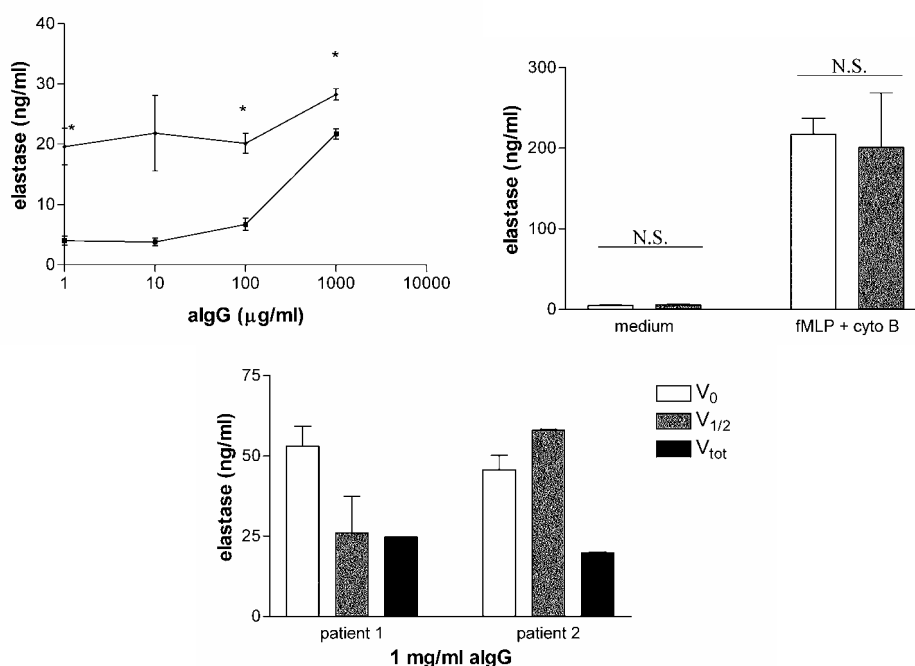 40
30
20
10
0
elastase (ng/ml)
*
*
*
1
10
100
1000
10000
aIgG (μg/ml)
300
200
100
0
elastase (ng/ml)
N.S.
N.S.
medium
fMLP + cyto B
75
50
25
0
elastase (ng/ml)
V0
V1/2
Vtot
patient 1
patient 2
1 mg/ml aIgG